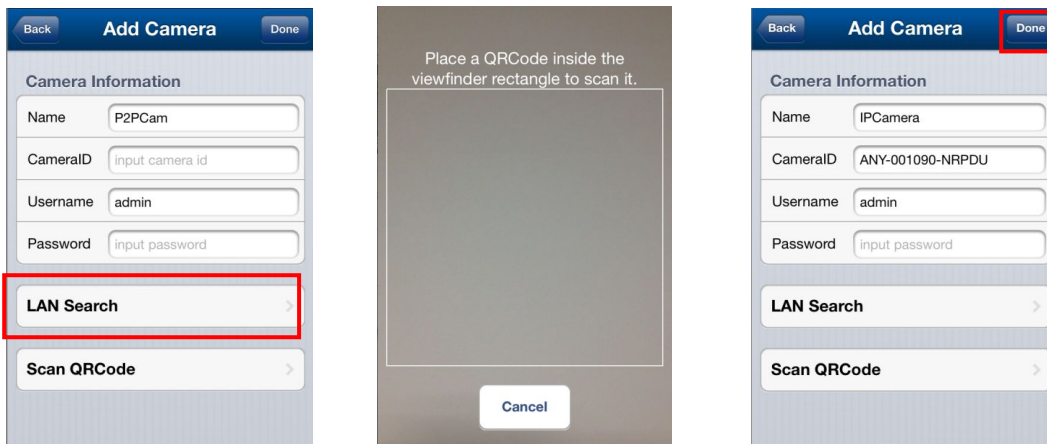 Back Add Camera Done
Camera Information
Name P2PCam
CameraID input camera id
Username admin
Password input password
LAN Search
Scan QRCode
Place a QRCode inside the
viewfinder rectangle to scan it.
Cancel
Back Add Camera Done
Camera Information
Name IPCamera
CameraID ANY-001090-NRPDU
Username admin
Password input password
LAN Search
Scan QRCode